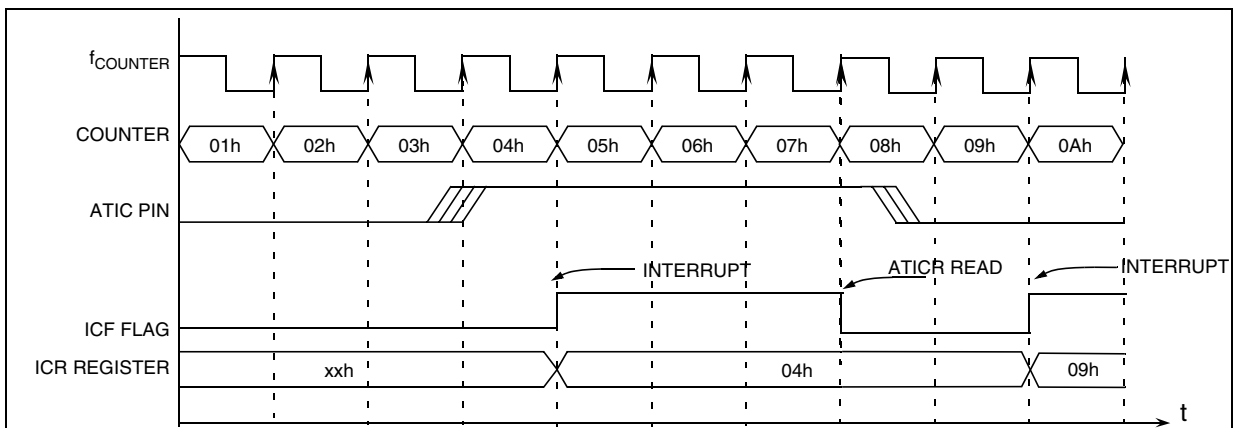 fCOUNTER
COUNTER 01h 02h 03h 04h 05h 06h 07h 08h 09h 0Ah
ATIC PIN
INTERRUPT ATICR READ INTERRUPT
ICF FLAG
ICR REGISTER xxh 04h 09h
t